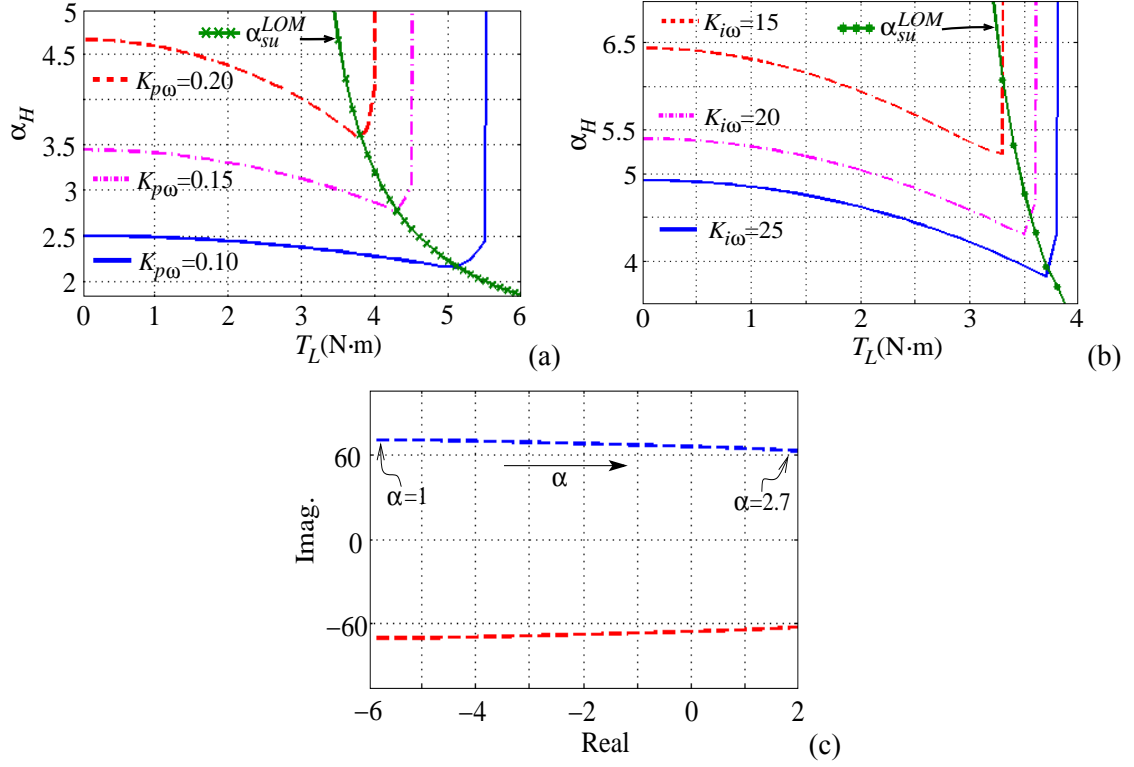 5
4.5
3.5
3
2.5
2
α_H
α_su^LOM
K_pω=0.20
K_pω=0.15
K_pω=0.10
0 1 2 3 4 5 6
T_L(N·m)
(a)
6.5
5.5
5
4
α_H
K_iω=15
α_su^LOM
K_iω=20
K_iω=25
0 1 2 3 4
T_L(N·m)
(b)
60
0
−60
Imag.
α=1
α
α=2.7
−6 −4 −2 0 2
Real
(c)